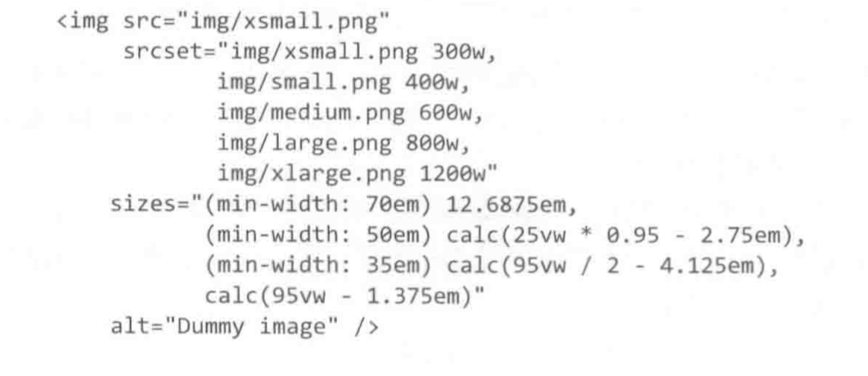 <img src="img/xsmall.png"
srcset="img/xsmall.png 300w,
img/small.png 400w,
img/medium.png 600w,
img/large.png 800w,
img/xlarge.png 1200w"
sizes="(min-width: 70em) 12.6875em,
(min-width: 50em) calc(25vw * 0.95 - 2.75em),
(min-width: 35em) calc(95vw / 2 - 4.125em),
calc(95vw - 1.375em)"
alt="Dummy image" />